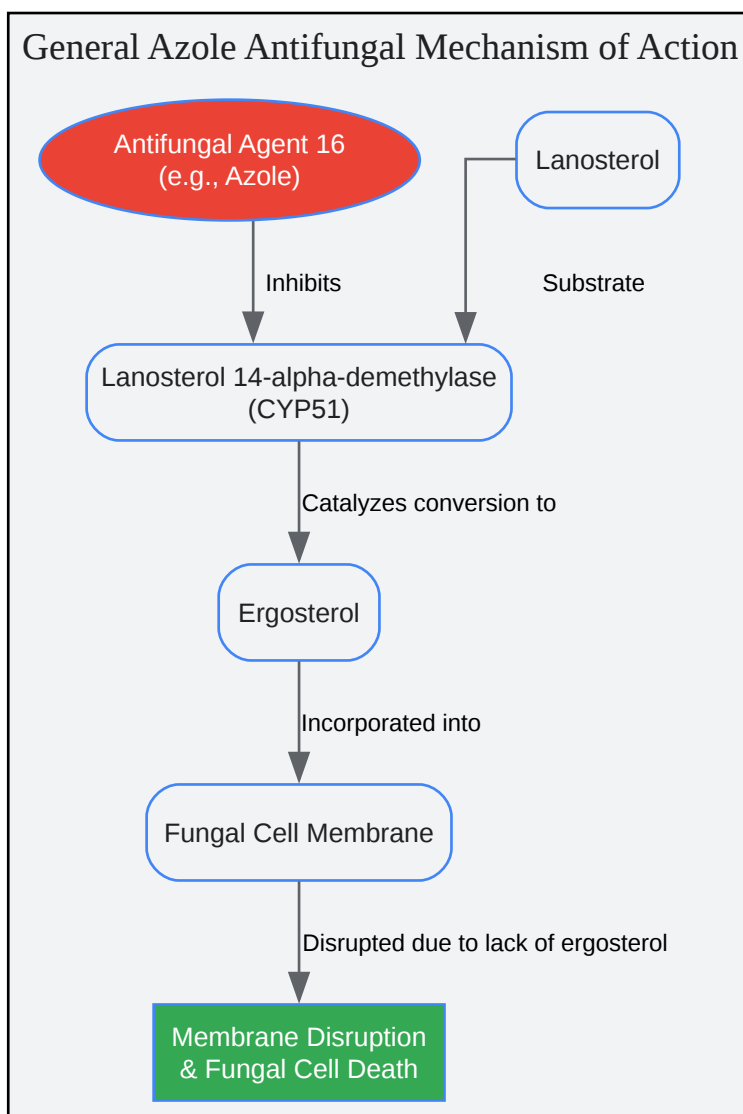 General Azole Antifungal Mechanism of Action
Antifungal Agent 16
(e.g., Azole)
Lanosterol
Inhibits
Substrate
Lanosterol 14-alpha-demethylase
(CYP51)
Catalyzes conversion to
Ergosterol
Incorporated into
Fungal Cell Membrane
Disrupted due to lack of ergosterol
Membrane Disruption
& Fungal Cell Death